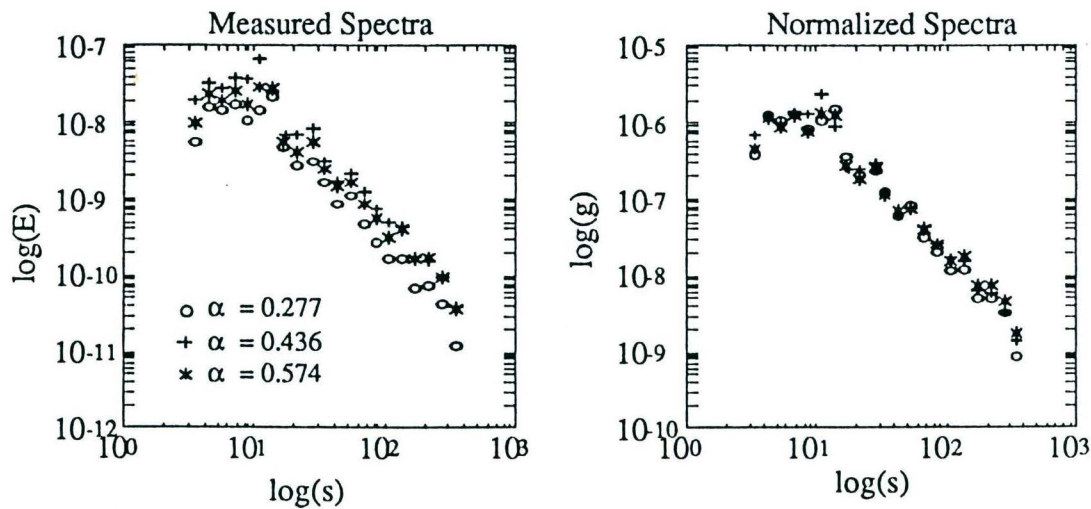 Measured Spectra
10-7
10-8
10-9
10-10
10-11
10-12
log(E)
○ α = 0.277
+ α = 0.436
* α = 0.574
100 101 102 103
log(s)
Normalized Spectra
10-5
10-6
10-7
10-8
10-9
10-10
log(g)
100 101 102 103
log(s)